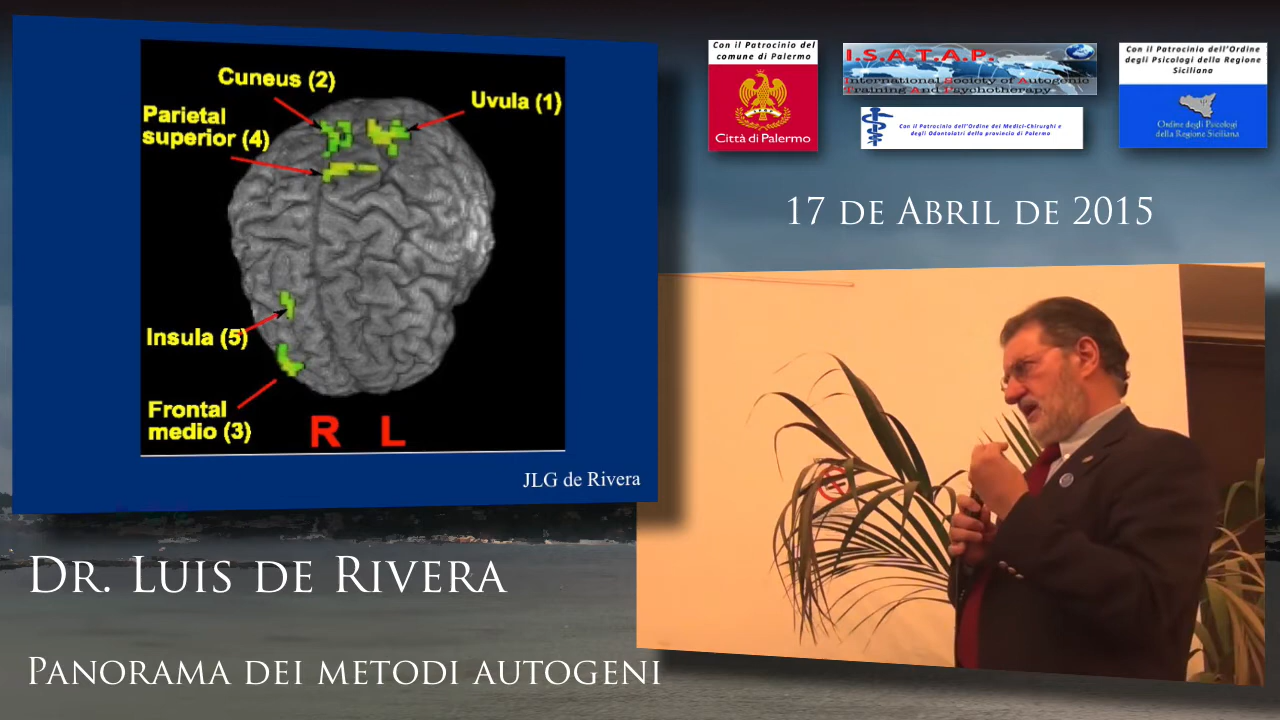 Cuneus (2)
Uvula (1)
Parietal
superior (4)
Insula (5)
Frontal
medio (3)
R L
JLG de Rivera
Con il Patrocinio del
comune di Palermo
Città di Palermo
I.S.A.T.A.P.
International Society of Autogenic
Training And Psychotherapy
Con il Patrocinio dell'Ordine dei Medici-Chirurghi e
degli Odontoiatri della provincia di Palermo
Con il Patrocinio dell'Ordine
degli Psicologi della Regione
Siciliana
Ordine degli Psicologi
della Regione Siciliana
17 de Abril de 2015
Dr. Luis de Rivera
Panorama dei metodi autogeni